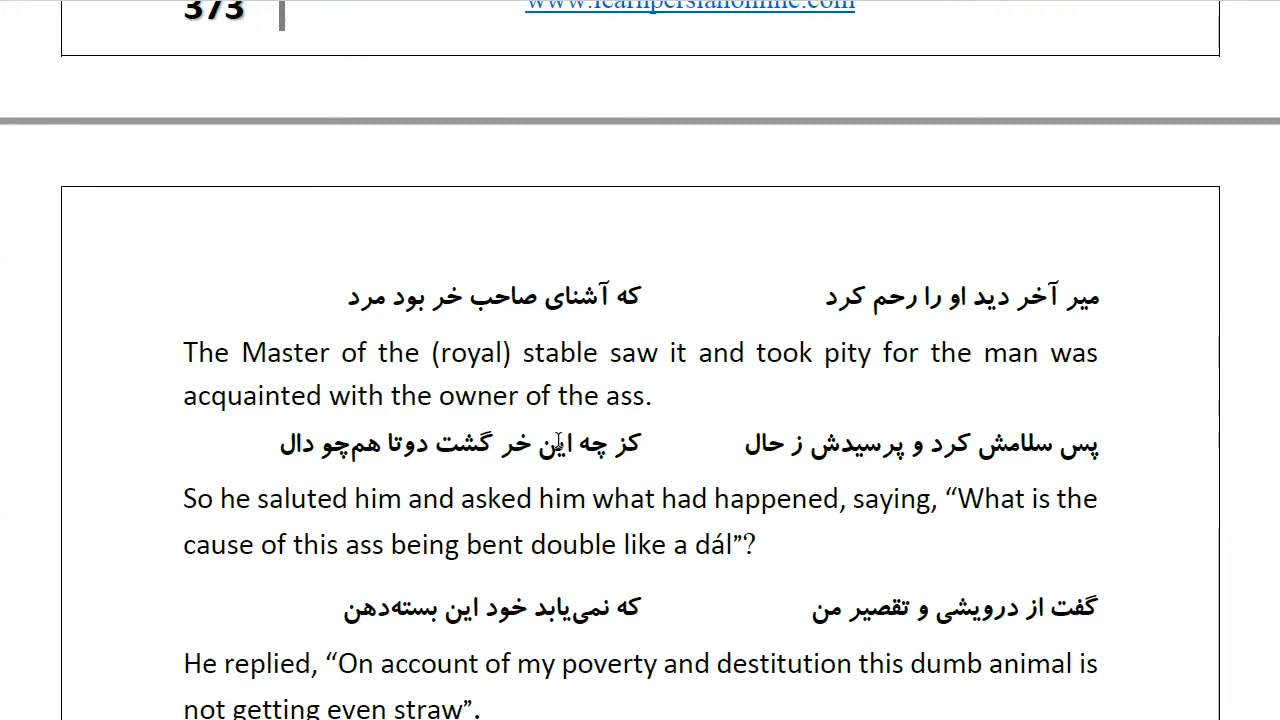 373 www.learnpersianonline.com
میر آخر دید او را رحم کرد که آشنای صاحب خر بود مرد
The Master of the (royal) stable saw it and took pity for the man was
acquainted with the owner of the ass.
پس سلامش کرد و پرسیدش ز حال کز چه این خر گشت دوتا هم‌چو دال
So he saluted him and asked him what had happened, saying, “What is the
cause of this ass being bent double like a dál”?
گفت از درویشی و تقصیر من که نمی‌یابد خود این بسته‌دهن
He replied, “On account of my poverty and destitution this dumb animal is
not getting even straw”.